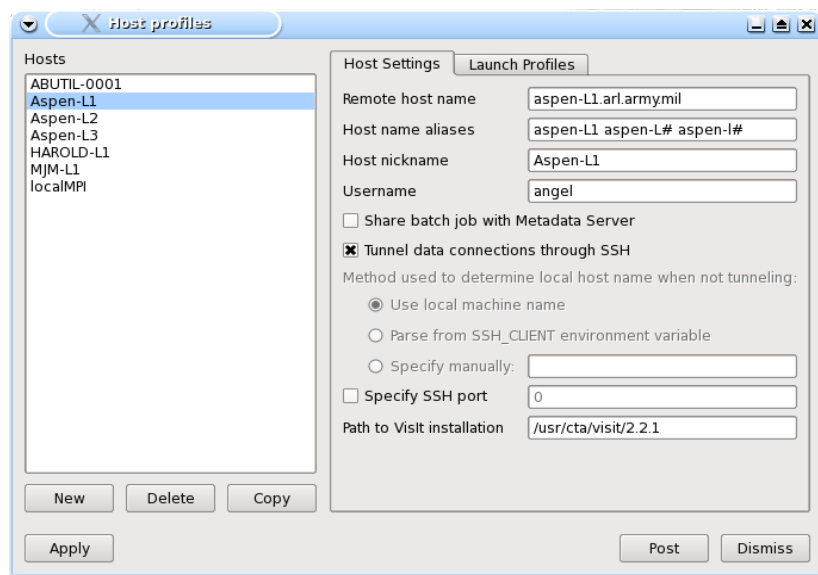 Host profiles
Hosts
ABUTIL-0001
Aspen-L1
Aspen-L2
Aspen-L3
HAROLD-L1
MJM-L1
localMPI
New Delete Copy
Host Settings Launch Profiles
Remote host name aspen-L1.arl.army.mil
Host name aliases aspen-L1 aspen-L# aspen-l#
Host nickname Aspen-L1
Username angel
Share batch job with Metadata Server
Tunnel data connections through SSH
Method used to determine local host name when not tunneling:
Use local machine name
Parse from SSH_CLIENT environment variable
Specify manually:
Specify SSH port 0
Path to VisIt installation /usr/cta/visit/2.2.1
Apply Post Dismiss